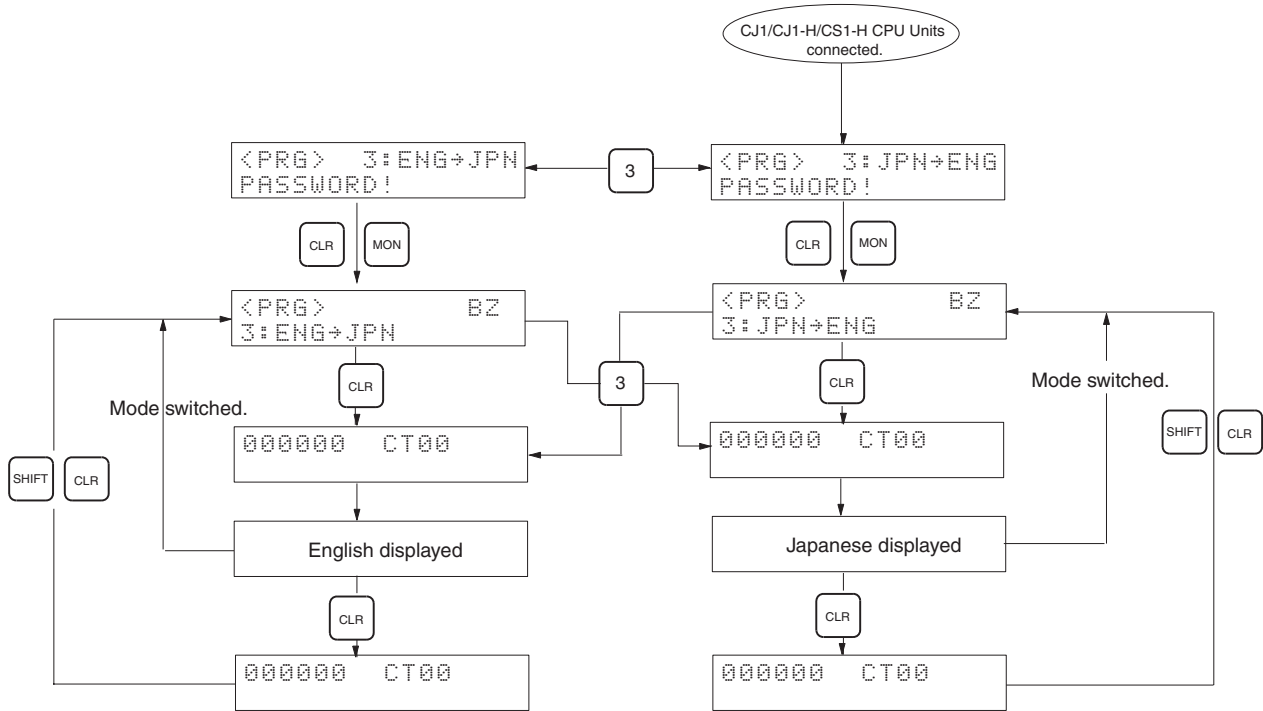 CJ1/CJ1-H/CS1-H CPU Units
connected.
<PRG>   3:ENG→JPN
PASSWORD!
3
<PRG>   3:JPN→ENG
PASSWORD!
CLR
MON
CLR
MON
<PRG>            BZ
3:ENG→JPN
<PRG>            BZ
3:JPN→ENG
CLR
3
CLR
Mode switched.
Mode switched.
000000   CT00
000000   CT00
SHIFT
CLR
SHIFT
CLR
English displayed
Japanese displayed
CLR
CLR
000000   CT00
000000   CT00